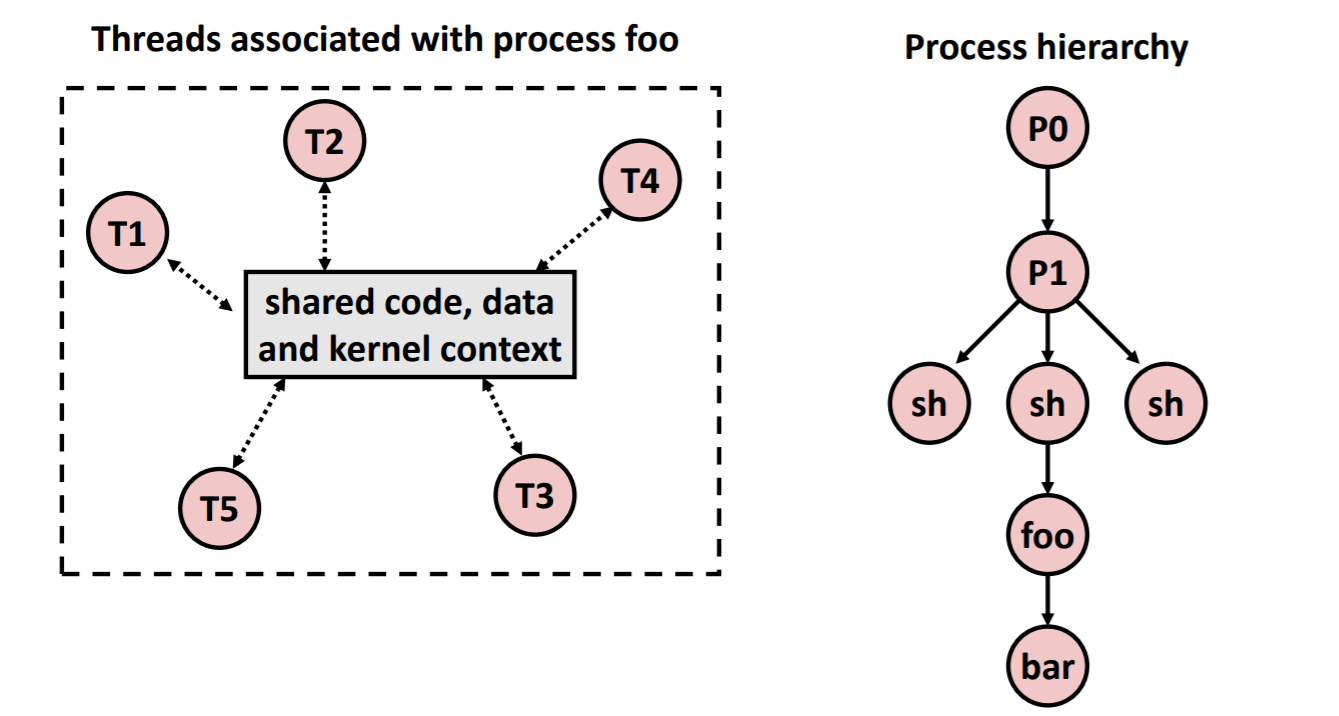 Threads associated with process foo
T2
T4
T1
shared code, data
and kernel context
T5
T3
Process hierarchy
P0
P1
sh
sh
sh
foo
bar